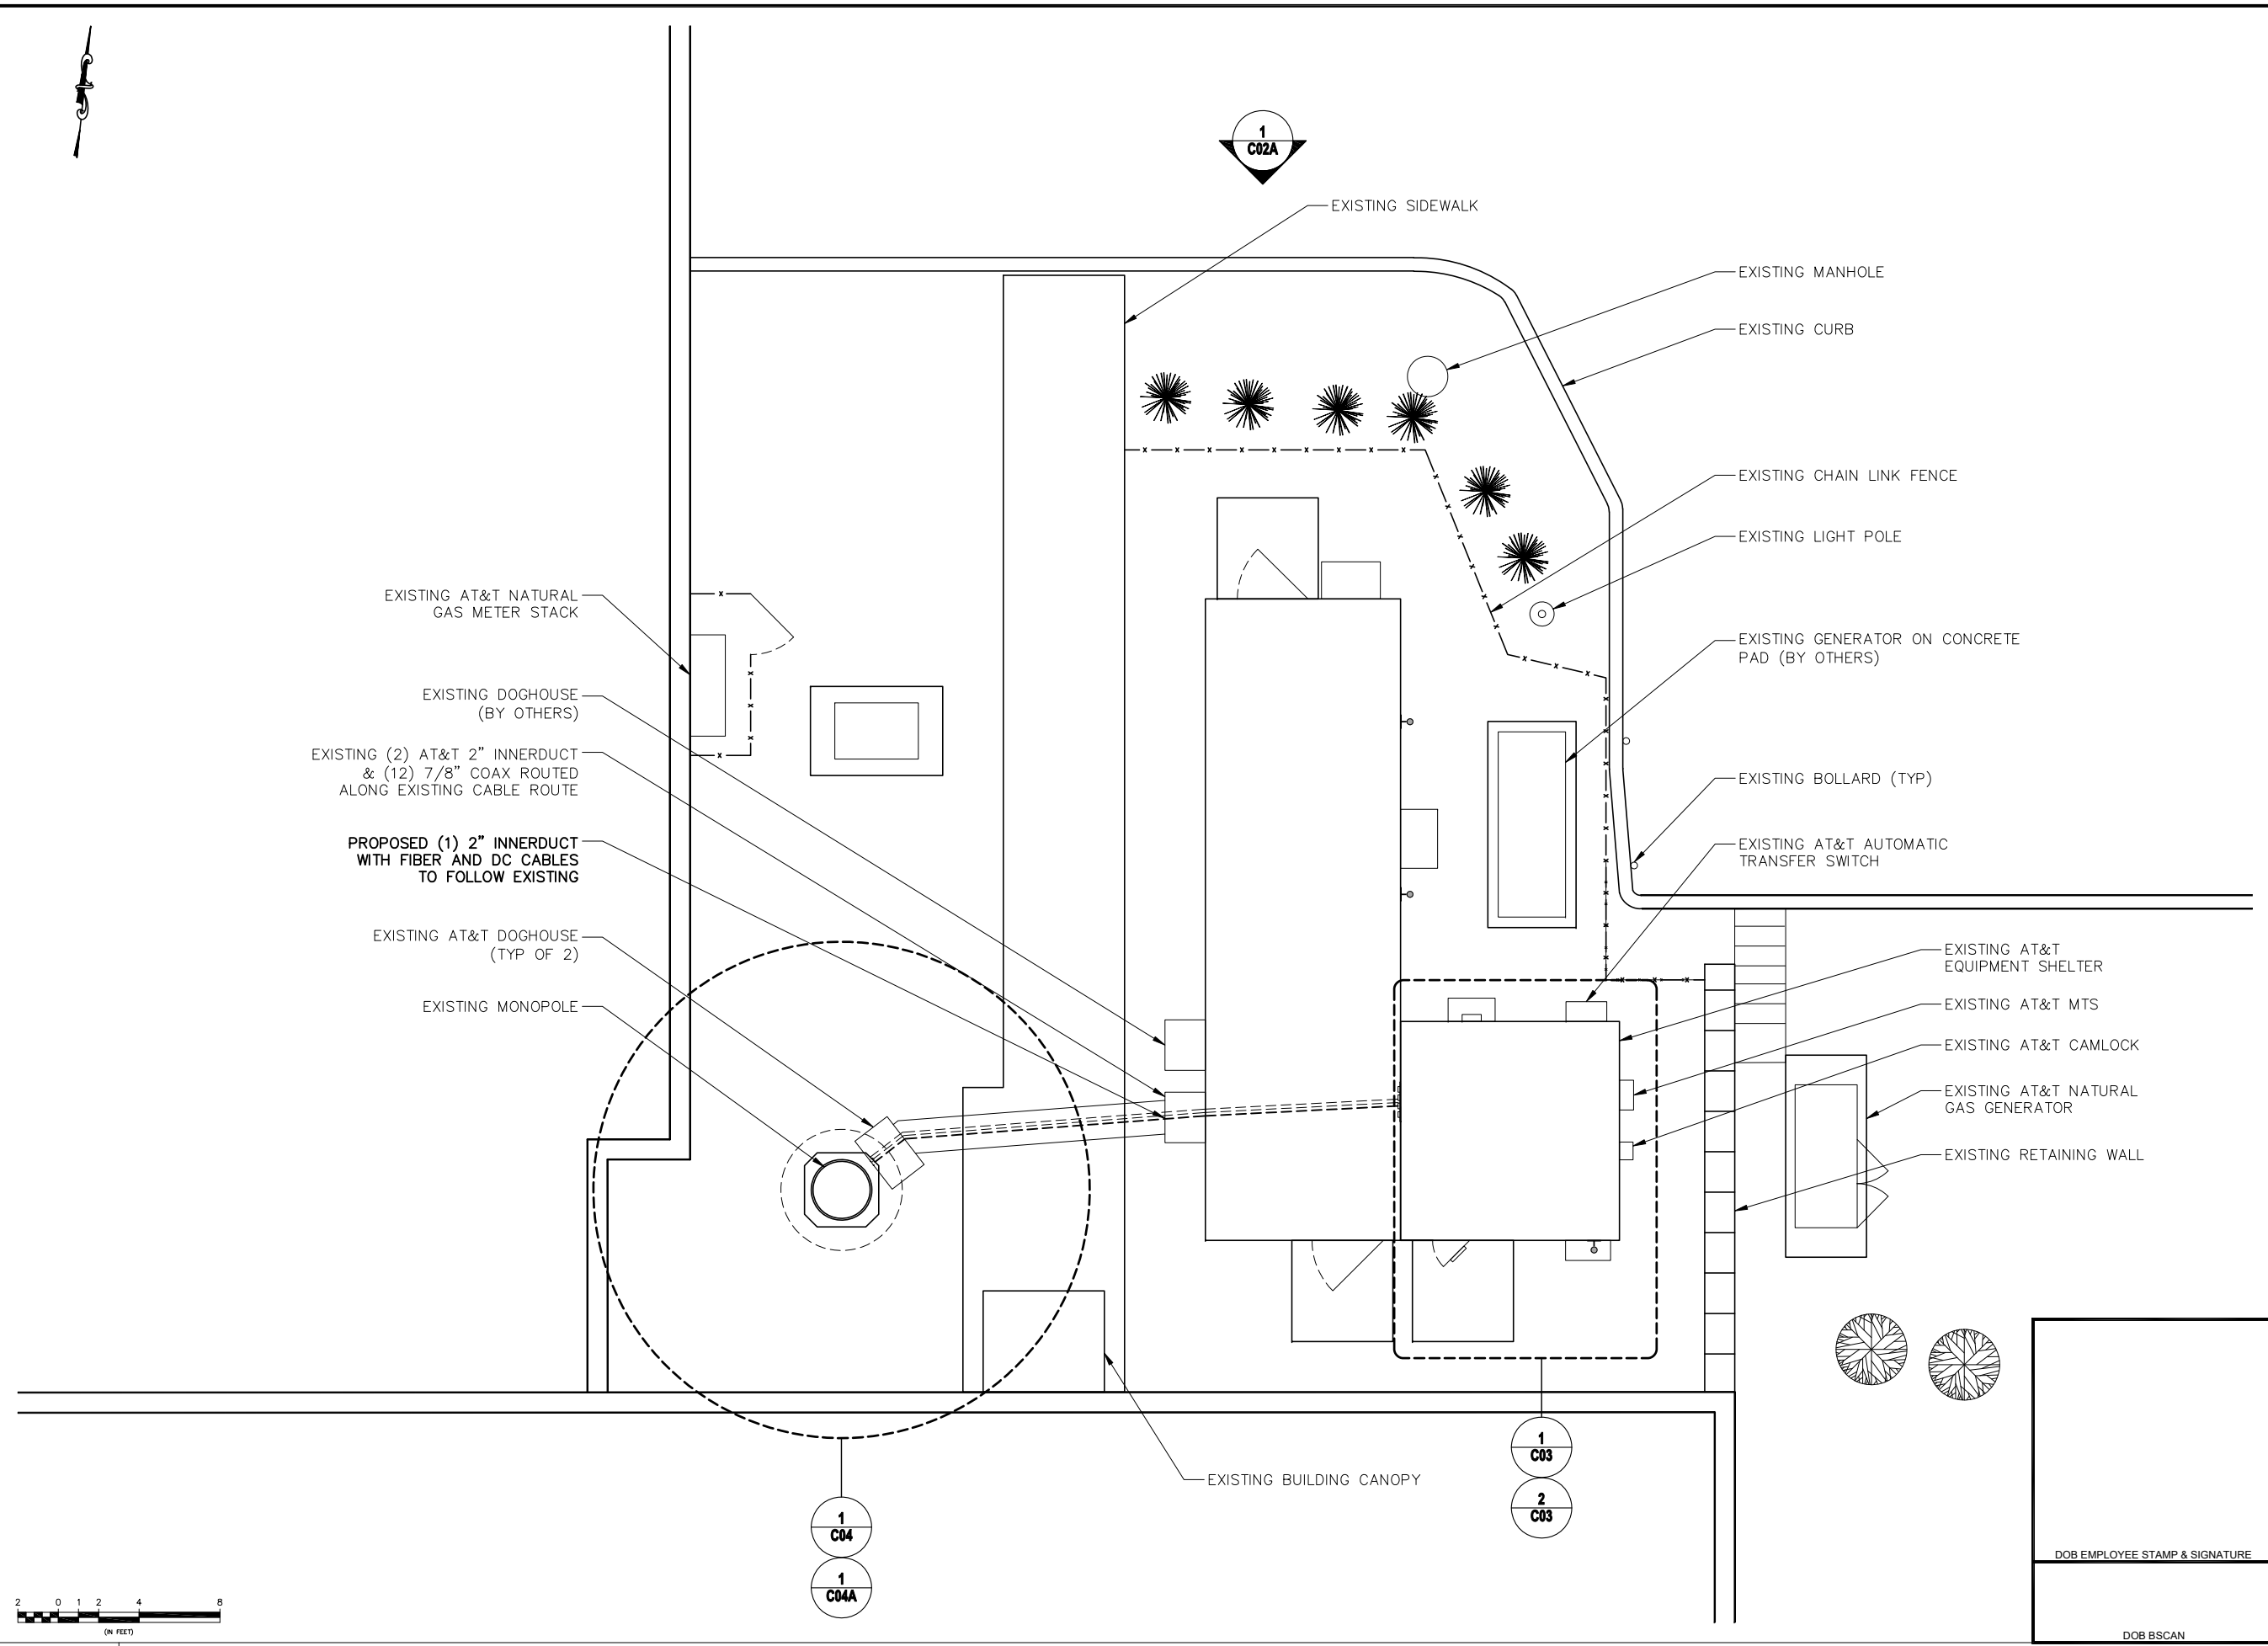 1
C02A
EXISTING SIDEWALK
EXISTING MANHOLE
EXISTING CURB
EXISTING CHAIN LINK FENCE
EXISTING LIGHT POLE
EXISTING GENERATOR ON CONCRETE
PAD (BY OTHERS)
EXISTING BOLLARD (TYP)
EXISTING AT&T AUTOMATIC
TRANSFER SWITCH
EXISTING AT&T
EQUIPMENT SHELTER
EXISTING AT&T MTS
EXISTING AT&T CAMLOCK
EXISTING AT&T NATURAL
GAS GENERATOR
EXISTING RETAINING WALL
EXISTING AT&T NATURAL
GAS METER STACK
EXISTING DOGHOUSE
(BY OTHERS)
EXISTING (2) AT&T 2" INNERDUCT
& (12) 7/8" COAX ROUTED
ALONG EXISTING CABLE ROUTE
PROPOSED (1) 2" INNERDUCT
WITH FIBER AND DC CABLES
TO FOLLOW EXISTING
EXISTING AT&T DOGHOUSE
(TYP OF 2)
EXISTING MONOPOLE
EXISTING BUILDING CANOPY
1
C03
2
C03
1
C04
1
C04A
2 0 1 2 4 8
(IN FEET)
DOB EMPLOYEE STAMP & SIGNATURE
DOB BSCAN